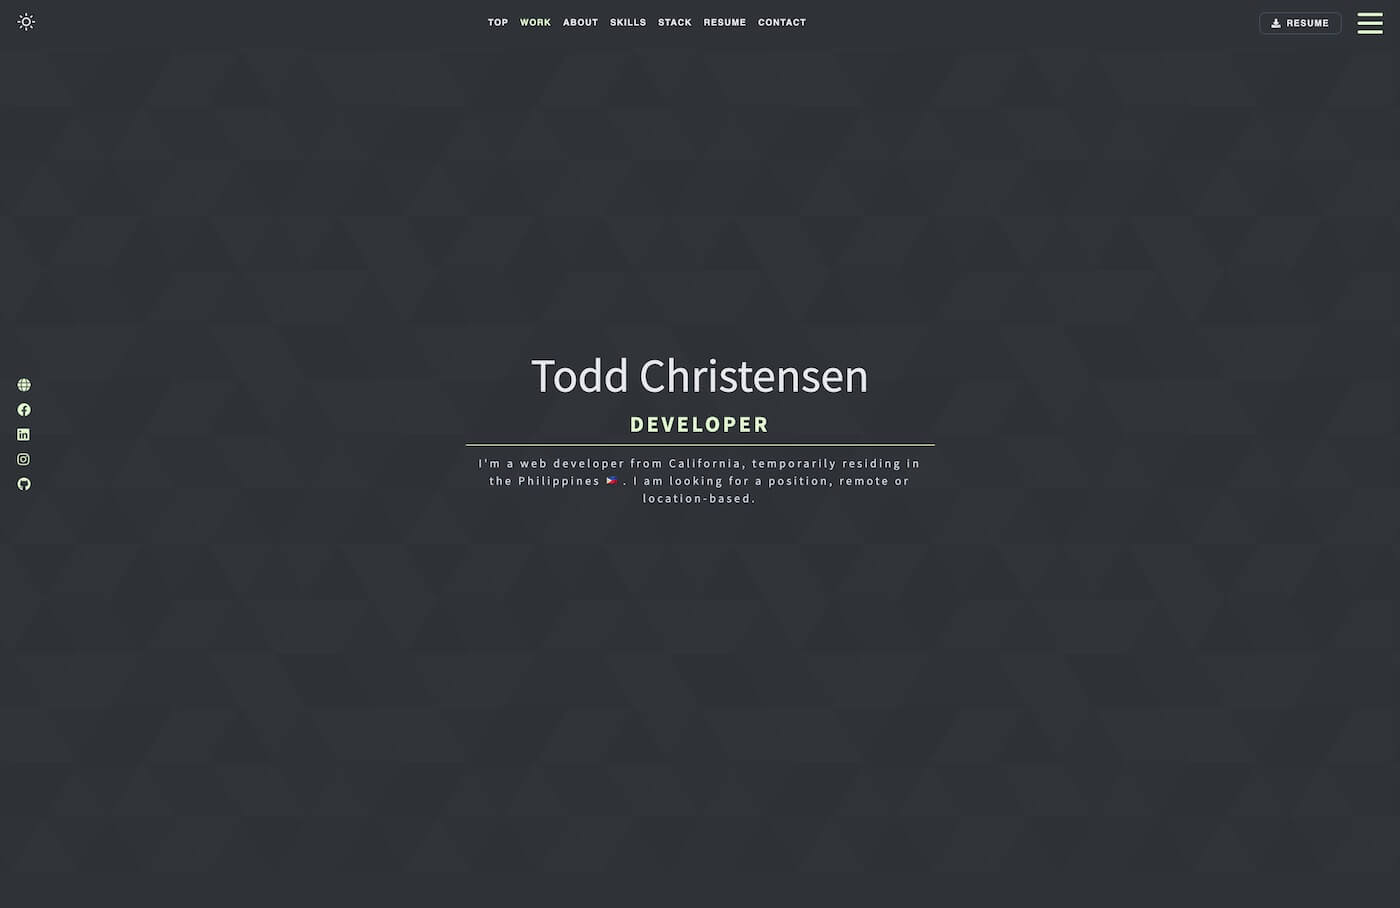 TOP WORK ABOUT SKILLS STACK RESUME CONTACT
RESUME
Todd Christensen
DEVELOPER
I'm a web developer from California, temporarily residing in
the Philippines 🇵🇭 . I am looking for a position, remote or
location-based.